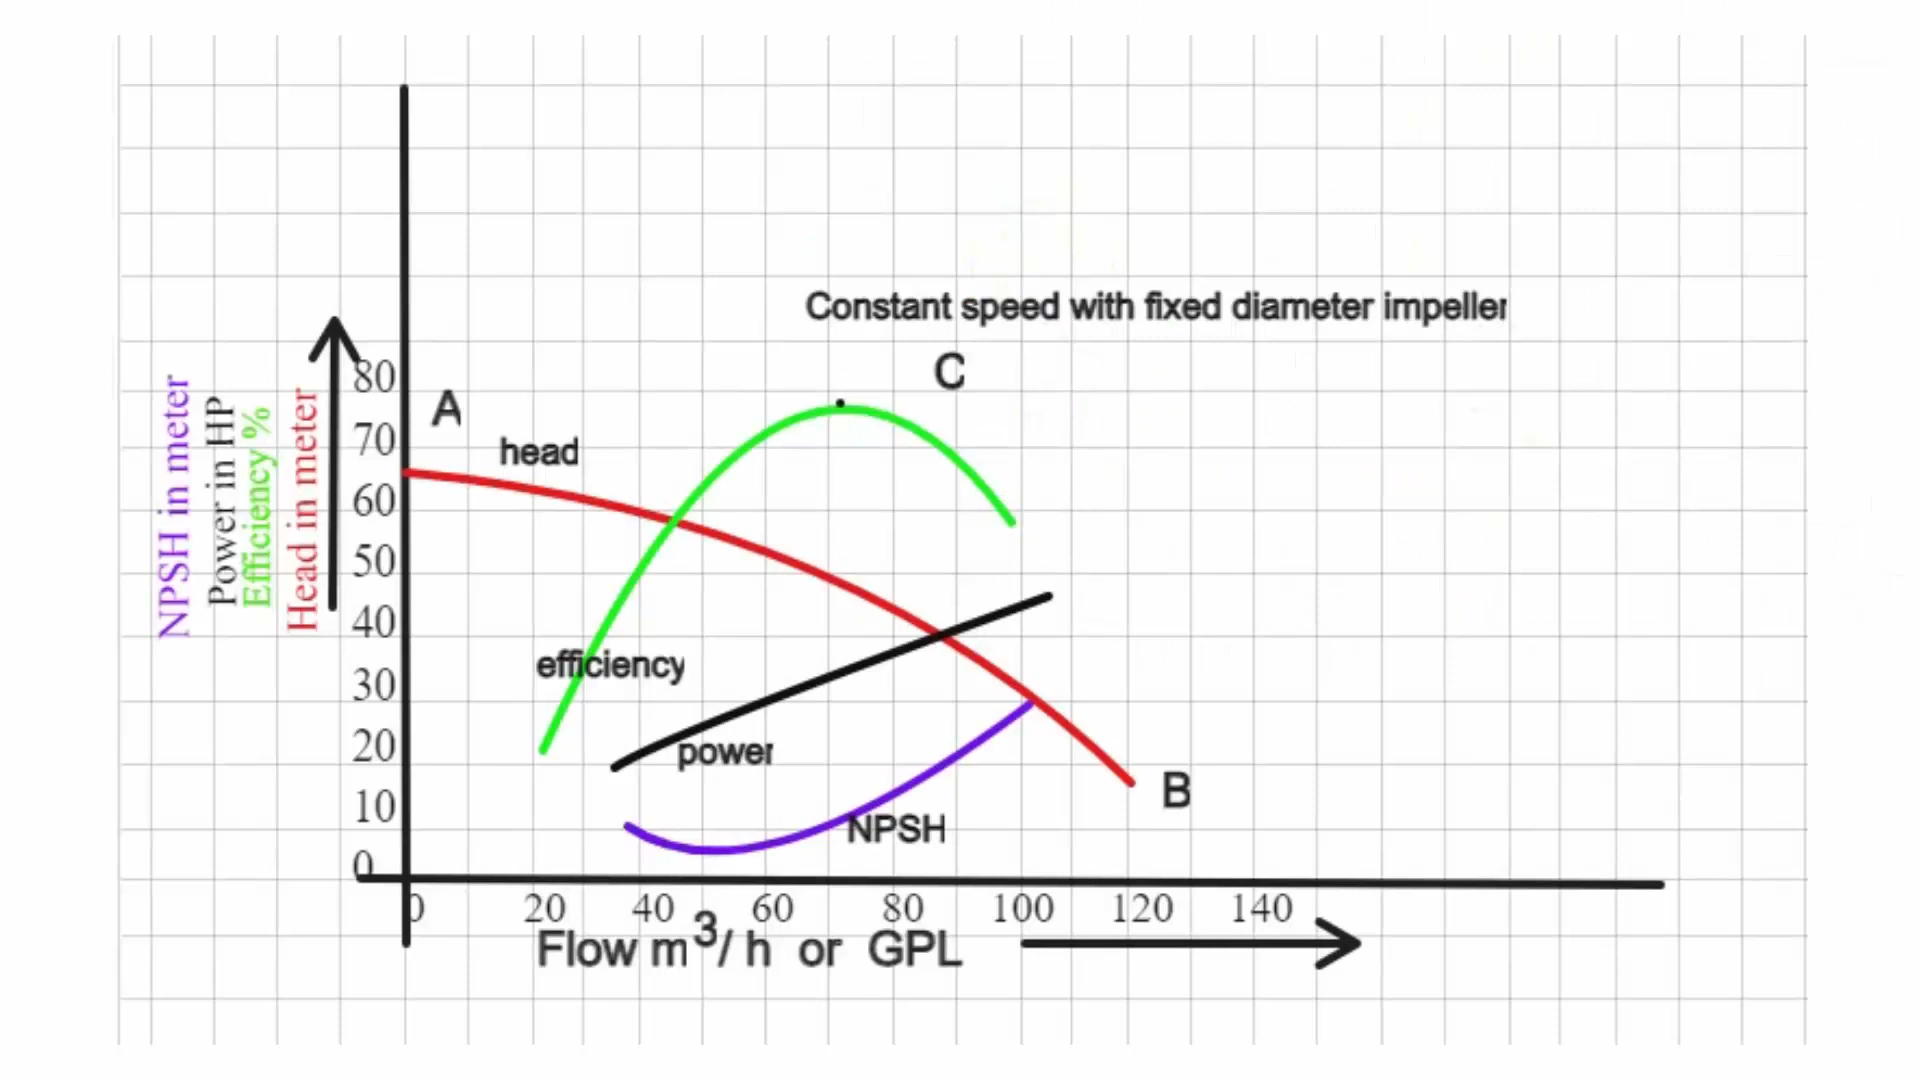 Constant speed with fixed diameter impeller
C
A
head
efficiency
power
NPSH
B
NPSH in meter
Power in HP
Efficiency %
Head in meter
80
70
60
50
40
30
20
10
0
0 20 40 60 80 100 120 140
Flow m³/ h or GPL